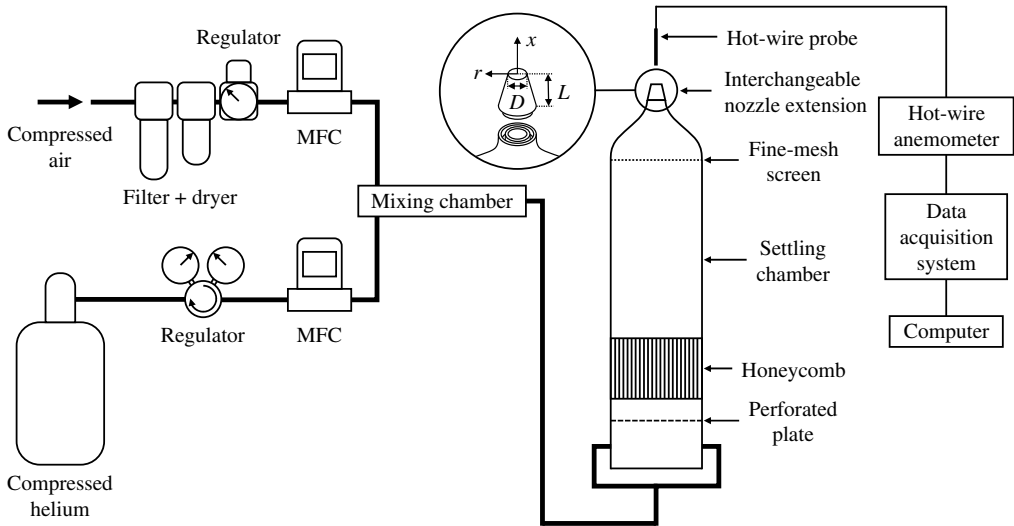 Regulator
Compressed
air
MFC
Filter + dryer
Mixing chamber
Regulator
MFC
Compressed
helium
x
r
D
L
Hot-wire probe
Interchangeable
nozzle extension
Fine-mesh
screen
Settling
chamber
Honeycomb
Perforated
plate
Hot-wire
anemometer
Data
acquisition
system
Computer